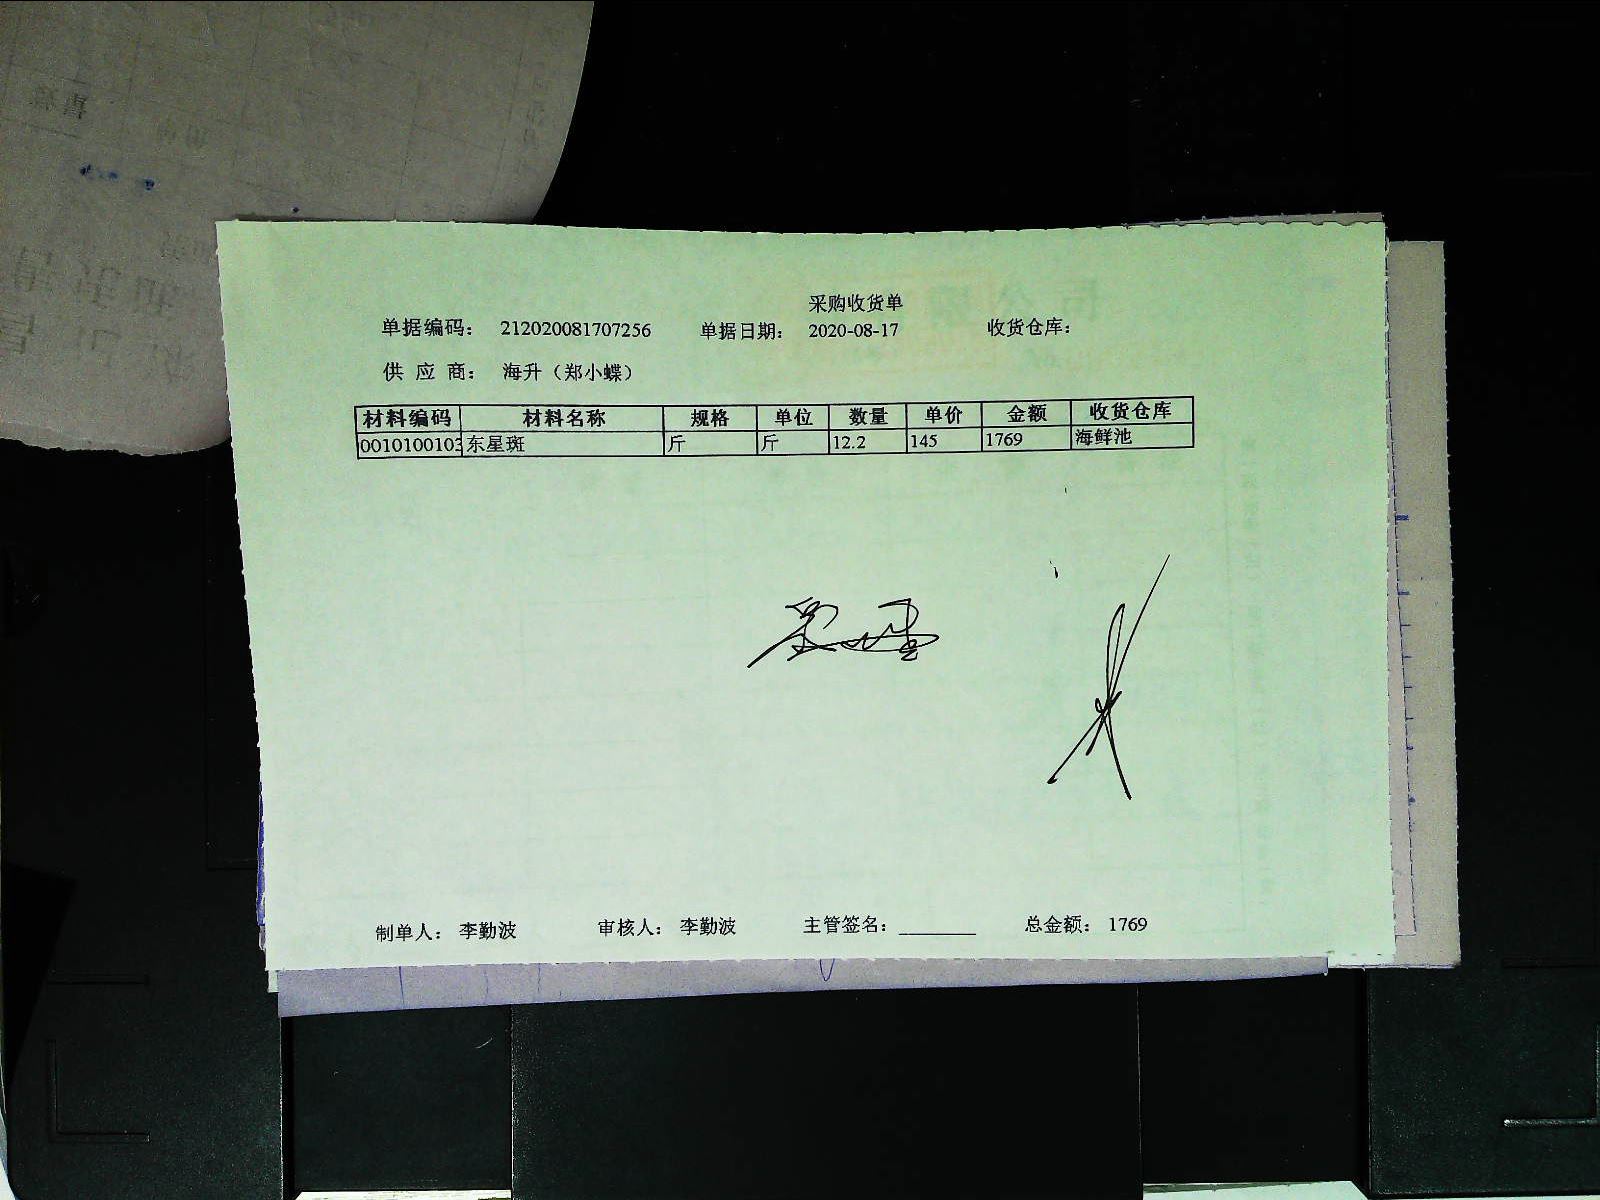 采购收货单
单据编码： 212020081707256 单据日期： 2020-08-17 收货仓库：
供 应 商： 海升（郑小蝶）
材料编码 材料名称 规格 单位 数量 单价 金额 收货仓库
0010100103 东星斑 斤 斤 12.2 145 1769 海鲜池
制单人： 李勤波 审核人： 李勤波 主管签名： 总金额： 1769